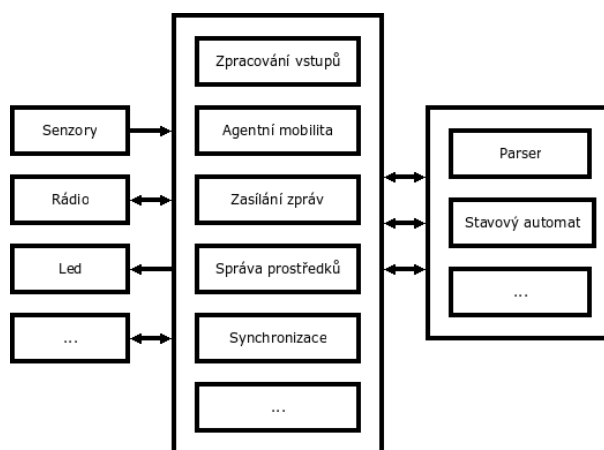 Zpracování vstupů
Senzory
Agentní mobilita
Parser
Rádio
Zasílání zpráv
Stavový automat
Led
Správa prostředků
...
...
Synchronizace
...